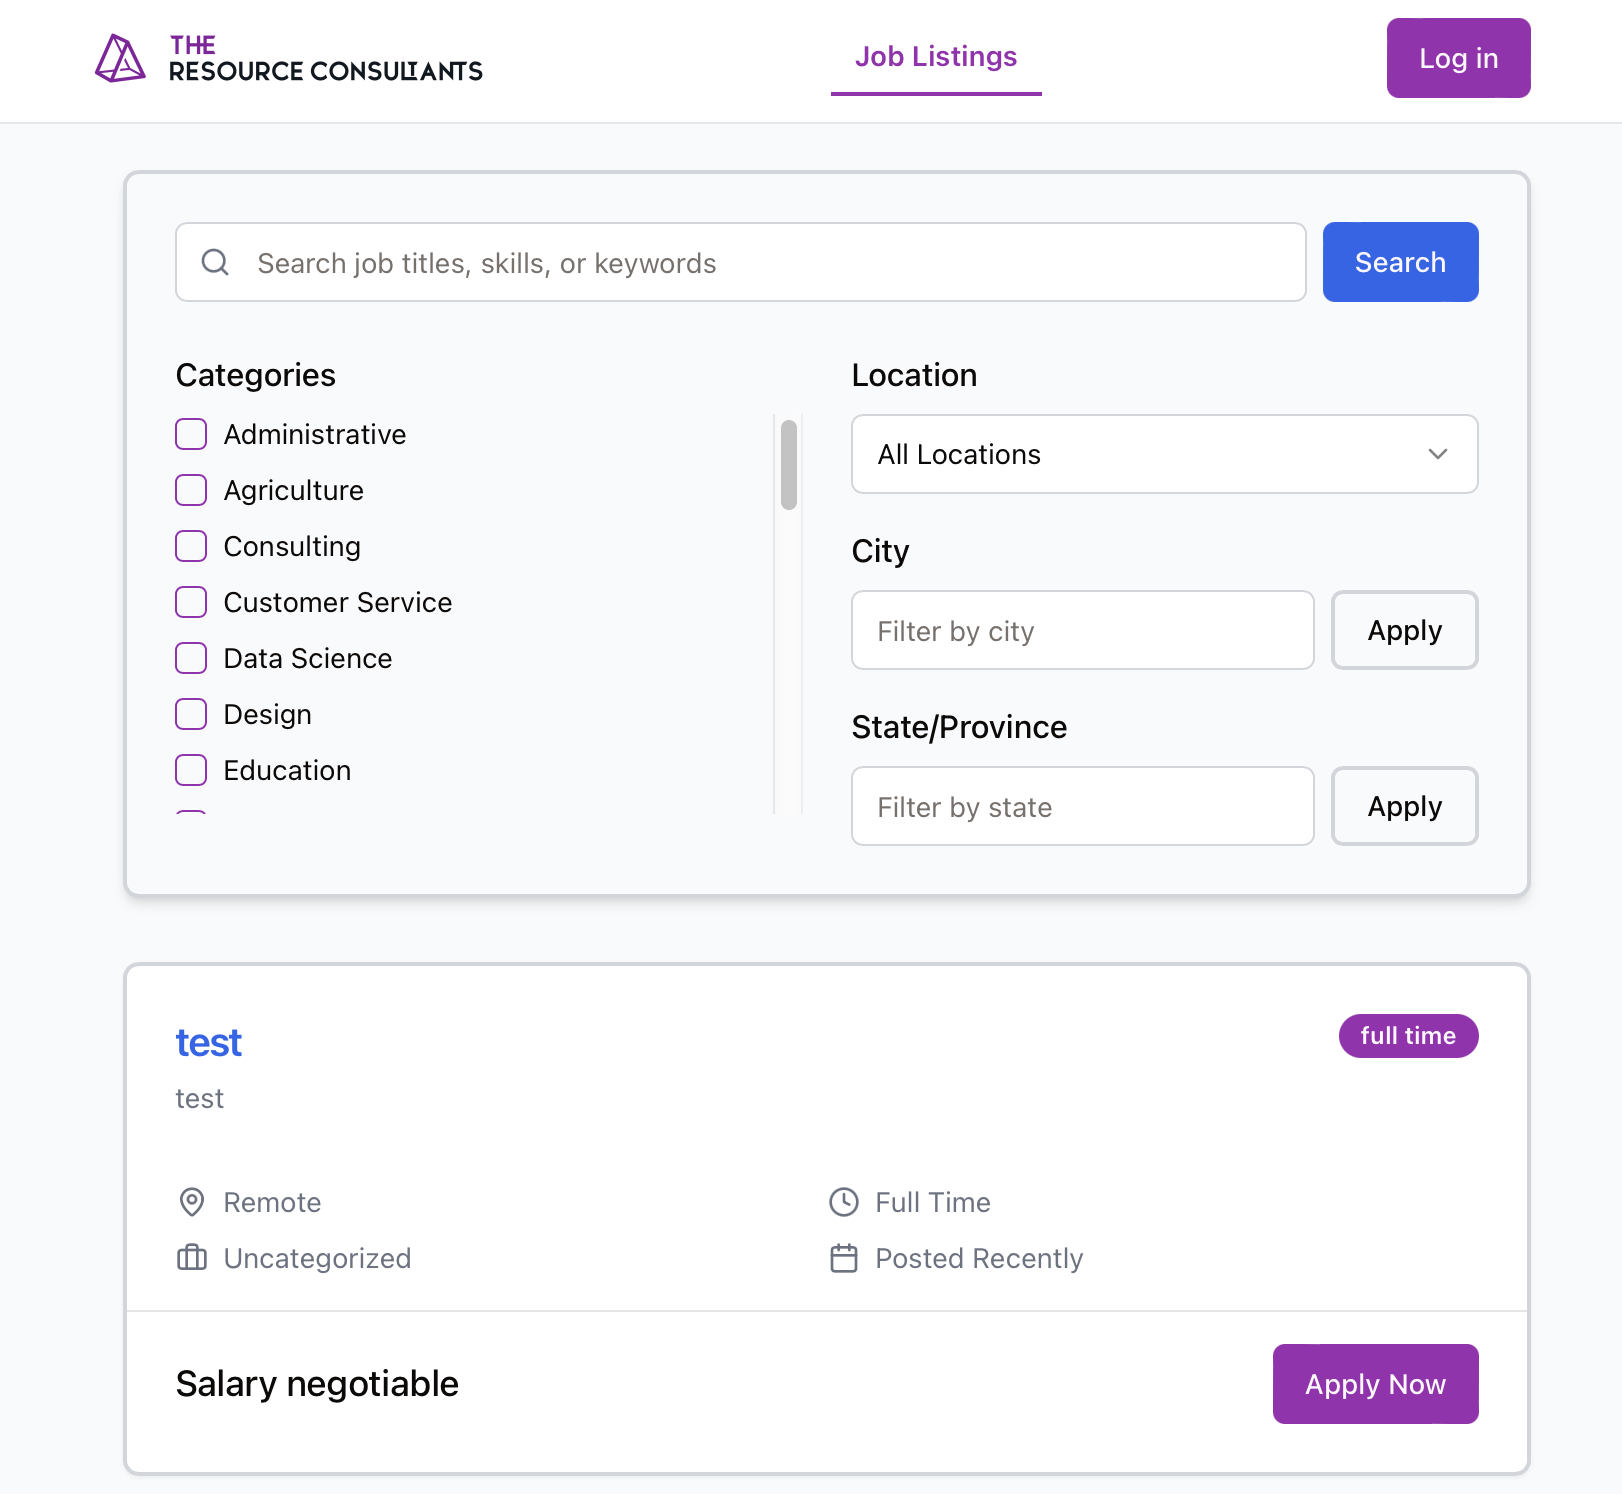 THE
RESOURCE CONSULTANTS
Job Listings
Log in
Search job titles, skills, or keywords
Search
Categories
Administrative
Agriculture
Consulting
Customer Service
Data Science
Design
Education
Location
All Locations
City
Filter by city
Apply
State/Province
Filter by state
Apply
test
full time
test
Remote
Full Time
Uncategorized
Posted Recently
Salary negotiable
Apply Now